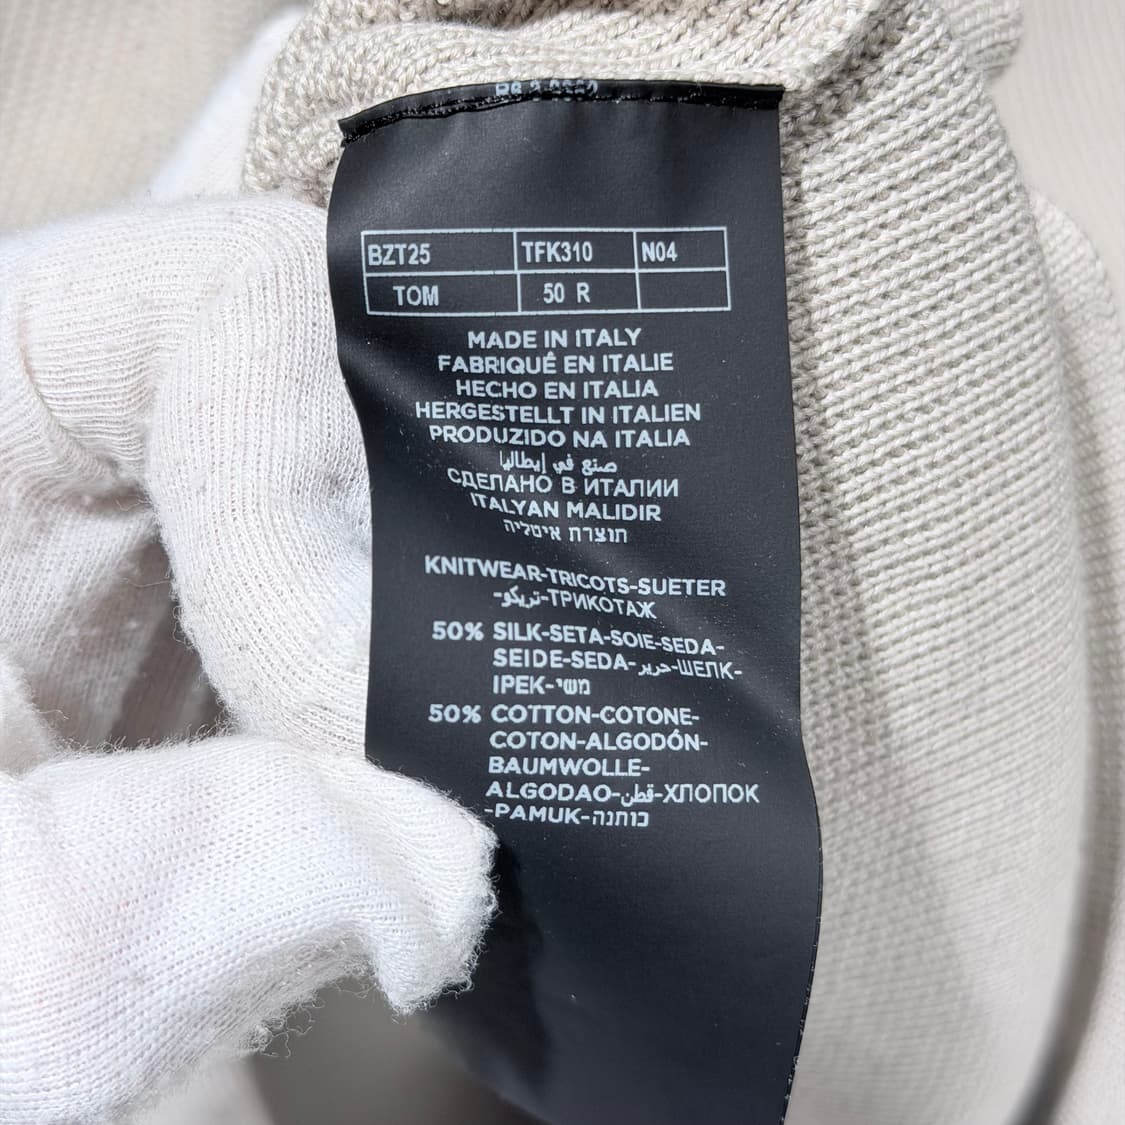 BZT25 TFK310 N04
TOM 50 R
MADE IN ITALY
FABRIQUÉ EN ITALIE
HECHO EN ITALIA
HERGESTELLT IN ITALIEN
PRODUZIDO NA ITALIA
صنع في إيطاليا
СДЕЛАНО В ИТАЛИИ
ITALYAN MALIDIR
תוצרת איטליה
KNITWEAR-TRICOTS-SUETER
-تريكو-ТРИКОТАЖ
50% SILK-SETA-SOIE-SEDA-
SEIDE-SEDA-حرير-ШЕЛК-
IPEK-משי
50% COTTON-COTONE-
COTON-ALGODÓN-
BAUMWOLLE-
ALGODAO-قطن-ХЛОПОК
-PAMUK-כותנה